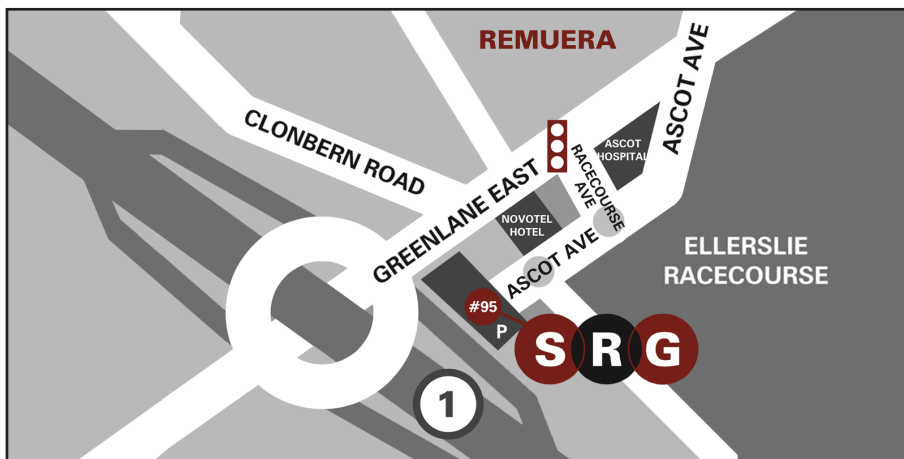 REMUERA
ASCOT AVE
CLONBERN ROAD
ASCOT
HOSPITAL
RACECOURSE
AVE
GREENLANE EAST
NOVOTEL
HOTEL
ASCOT AVE
ELLERSLIE
RACECOURSE
#95
P
S R G
1